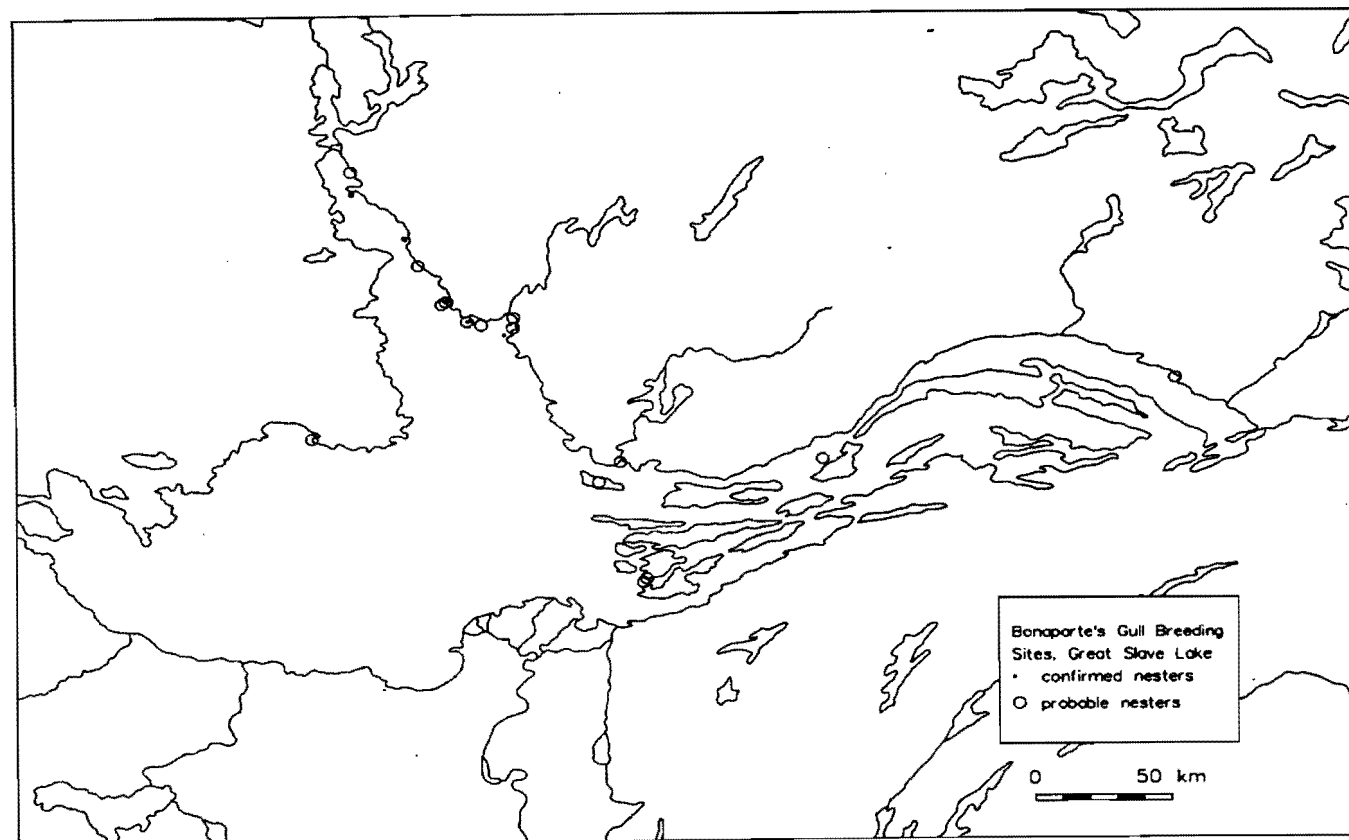 Bonaparte's Gull Breeding
Sites, Great Slave Lake
• confirmed nesters
○ probable nesters
0 50 km